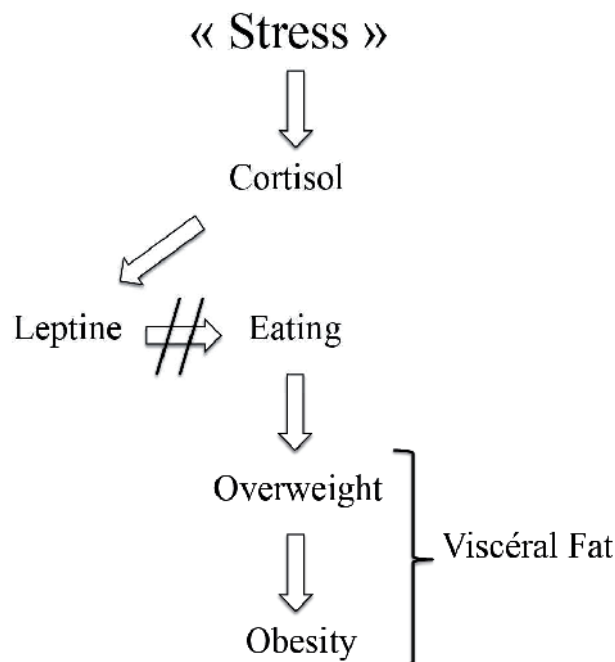 « Stress »
Cortisol
Leptine
Eating
Overweight
Viscéral Fat
Obesity